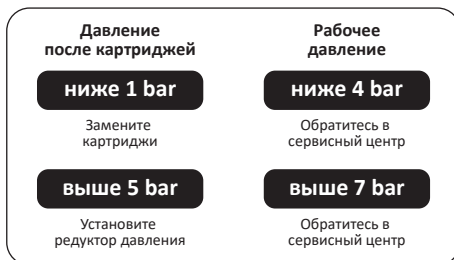 Давление
после картриджей
ниже 1 bar
Замените
картриджи
выше 5 bar
Установите
редуктор давления
Рабочее
давление
ниже 4 bar
Обратитесь в
сервисный центр
выше 7 bar
Обратитесь в
сервисный центр